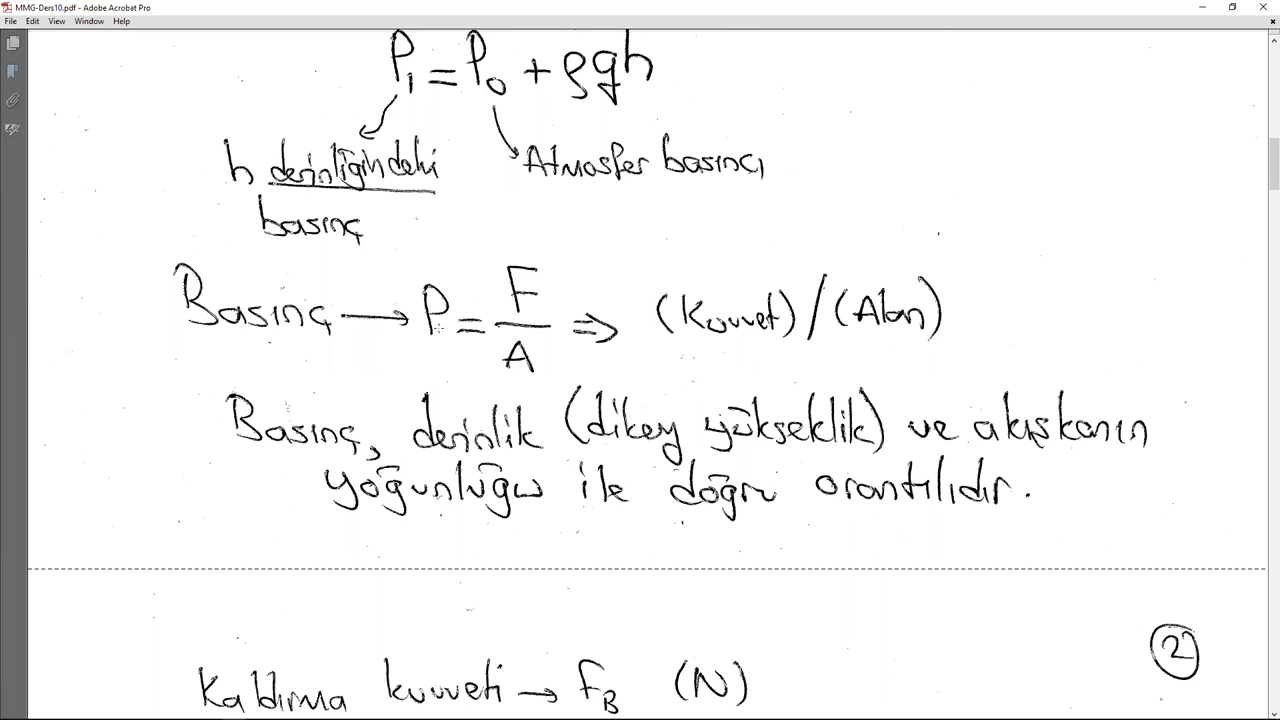 MMG-Ders10.pdf - Adobe Acrobat Pro
File Edit View Window Help
P₁ = P₀ + ρgh
h derinliğindeki
basınç
Atmosfer basıncı
Basınç → P = F/A ⇒ (Kuvvet) / (Alan)
Basınç, derinlik (dikey yükseklik) ve akışkanın
yoğunluğu ile doğru orantılıdır.
2
Kaldırma kuvveti → F_B (N)